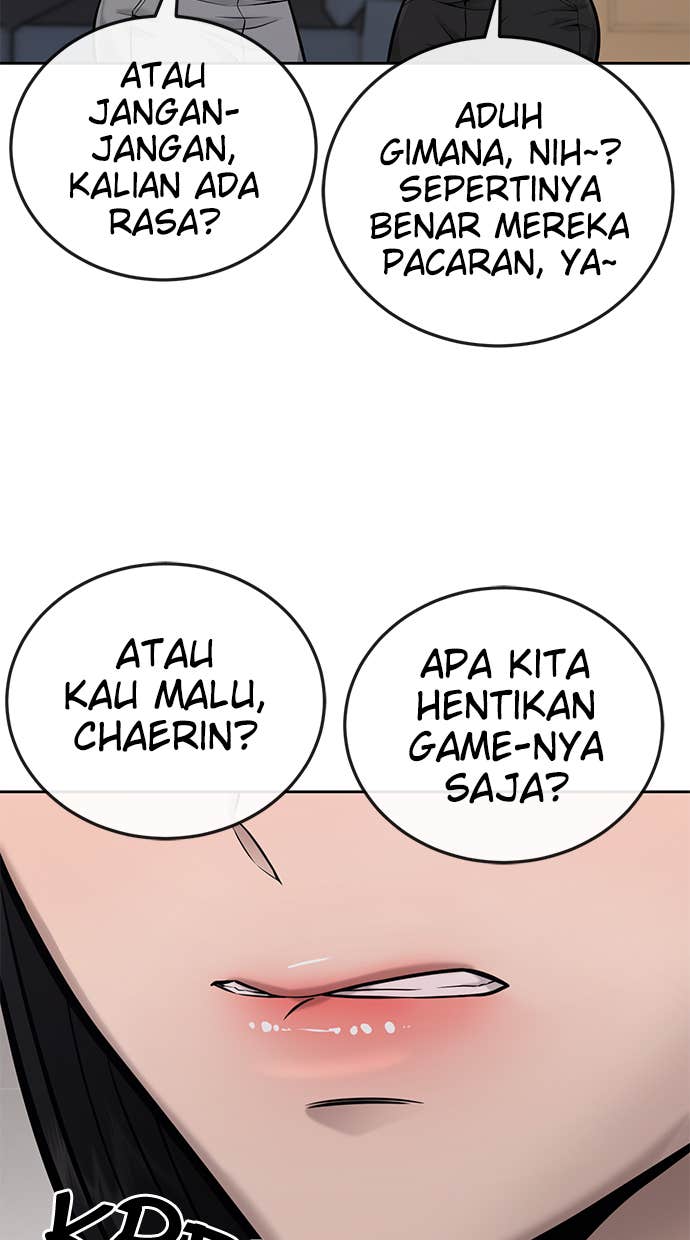 ATAU
JANGAN-
JANGAN,
KALIAN ADA
RASA?
ADUH
GIMANA, NIH~?
SEPERTINYA
BENAR MEREKA
PACARAN, YA~
ATAU
KAU MALU,
CHAERIN?
APA KITA
HENTIKAN
GAME-NYA
SAJA?